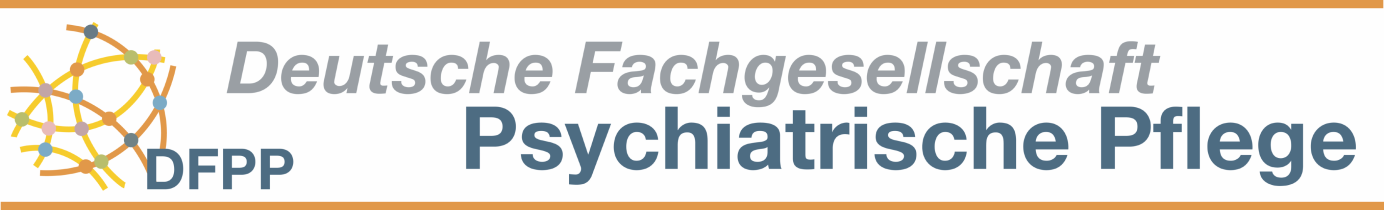 Deutsche Fachgesellschaft
Psychiatrische Pflege
DFPP